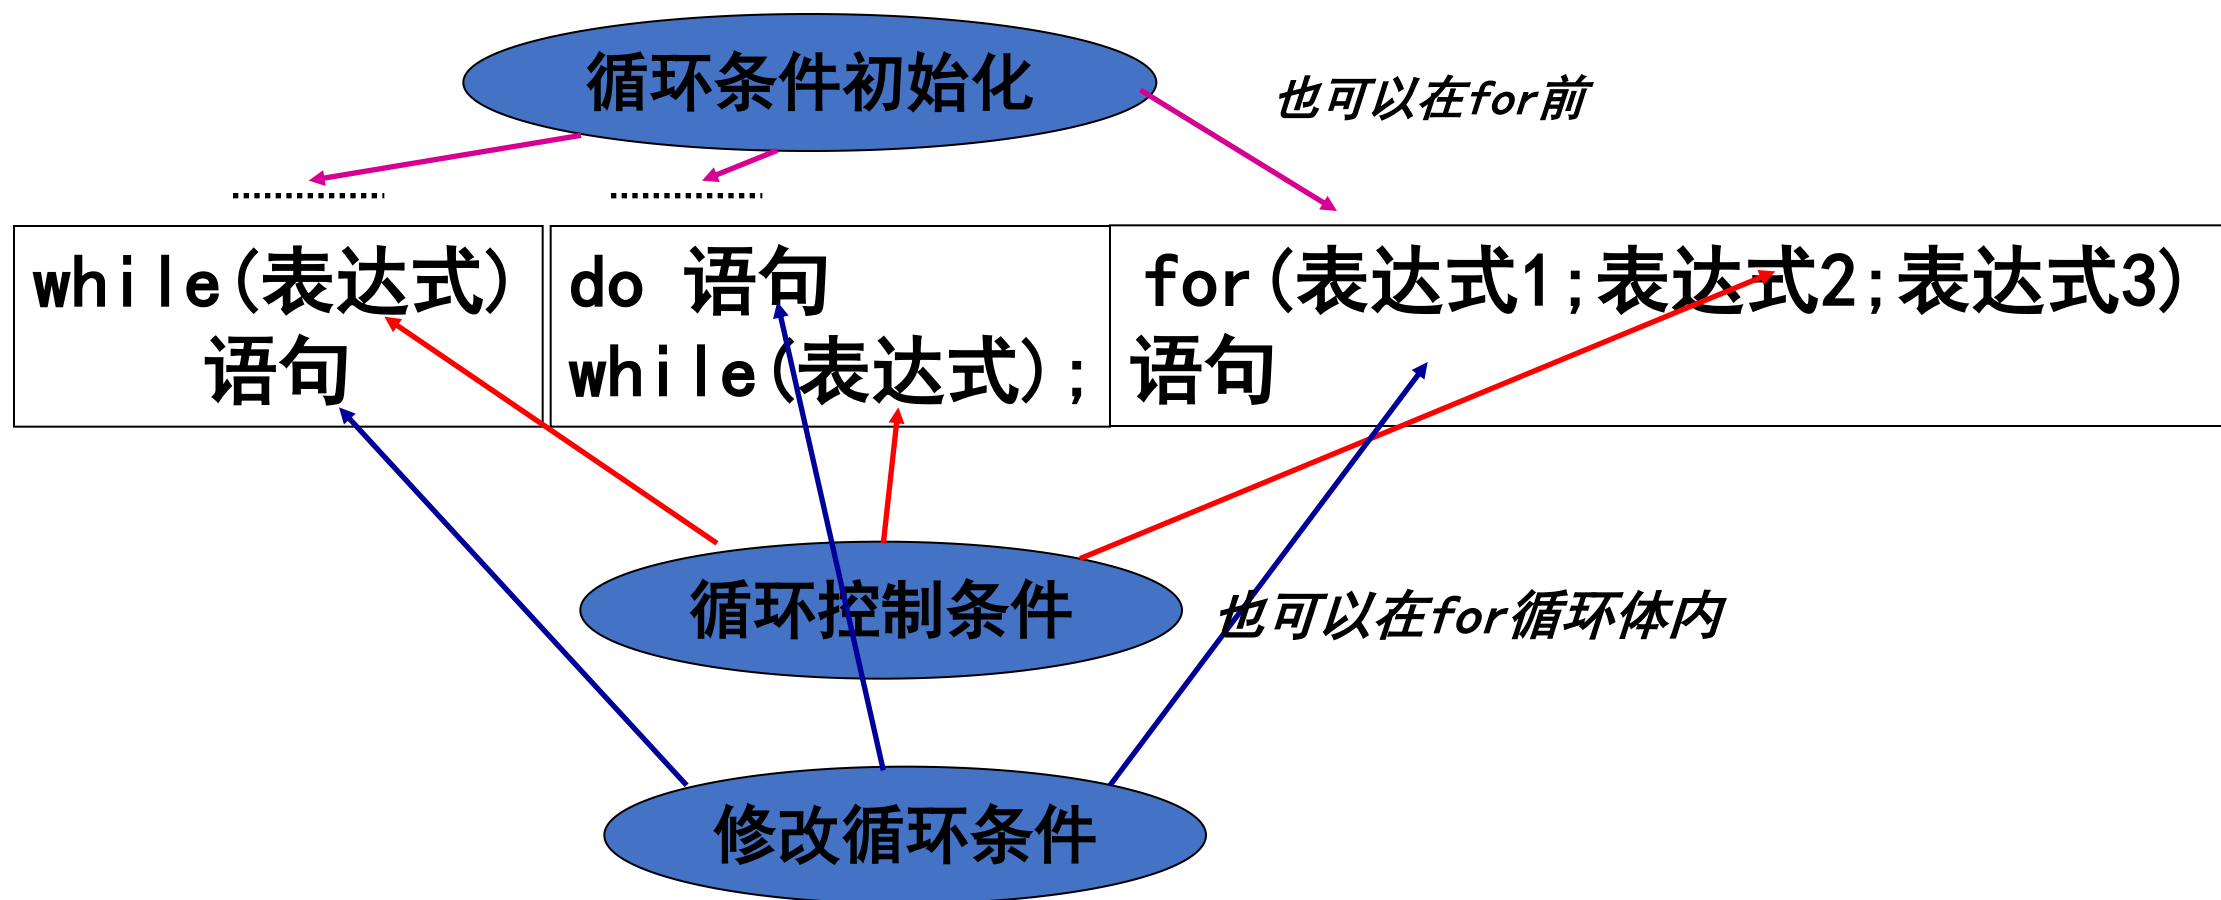 循环条件初始化
也可以在for前
while(表达式)
语句
do 语句
while(表达式);
for(表达式1;表达式2;表达式3)
语句
循环控制条件
也可以在for循环体内
修改循环条件